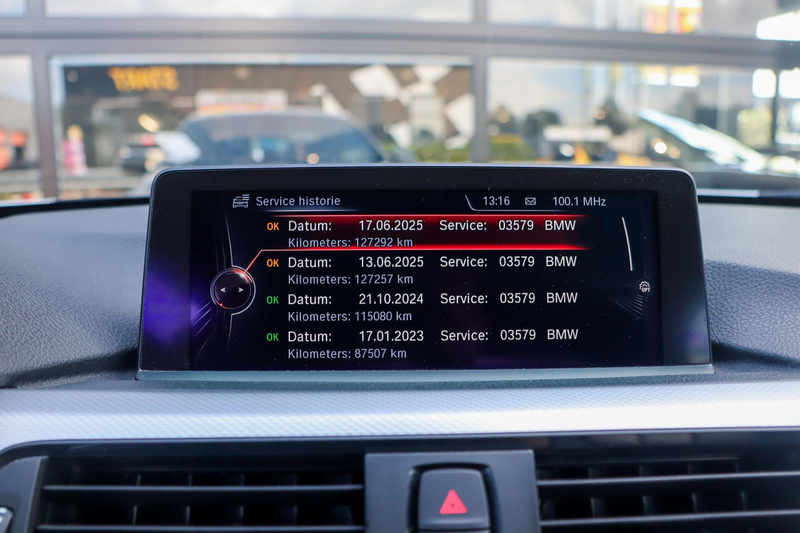 Service historie 13:16 100.1 MHz
OK Datum: 17.06.2025 Service: 03579 BMW
Kilometers: 127292 km
OK Datum: 13.06.2025 Service: 03579 BMW
Kilometers: 127257 km
OK Datum: 21.10.2024 Service: 03579 BMW
Kilometers: 115080 km
OK Datum: 17.01.2023 Service: 03579 BMW
Kilometers: 87507 km